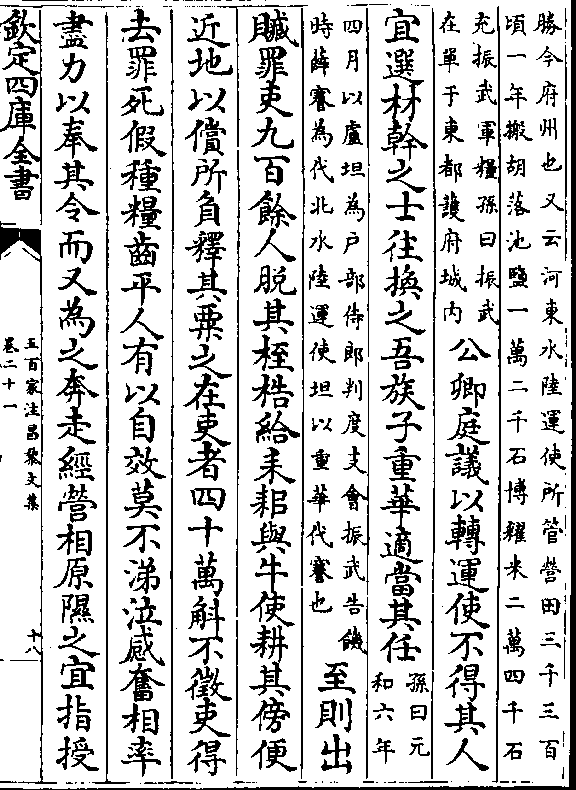 勝今府州也又云河東水陸運使所管營田三千三百
頃一年搬胡落池鹽一萬二千石博糴米二萬四千石
充振武軍糧孫曰振武
在單于東都護府城內
公卿庭議以轉運使不得其人
宜選材幹之士往換之吾族子重華適當其任
孫曰元
和六年
四月以盧坦為戶部侍郎判度支會振武告饑
時薛謇為代北水陸運使坦以重華代謇也
至則出
贓罪吏九百餘人脫其桎梏給耒耜與牛使耕其傍便
近地以償所負釋其粟之在吏者四十萬斛不徵吏得
去罪死假種糧齒平人有以自效莫不涕泣感奮相率
盡力以奉其令而又為之奔走經營相原隰之宜指授
欽定四庫全書
五百家注昌黎文集
卷二十一
十八